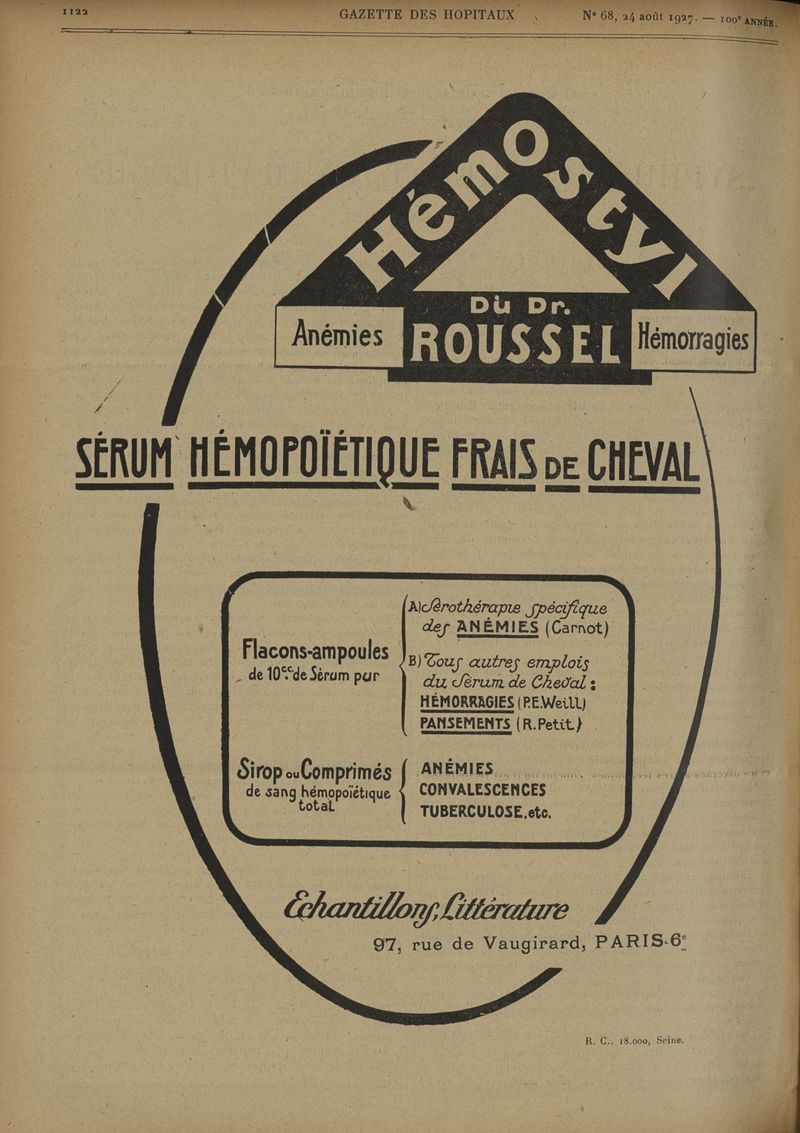 1122
GAZETTE DES HOPITAUX
N° 68, 24 août 1927. — 100e ANNÉE.
Hémostyl
Du Dr.
ROUSSEL
Anémies
Hémorragies
SÉRUM HÉMOPOÏÉTIQUE FRAIS DE CHEVAL
Flacons-ampoules
de 10cc. de Sérum pur
A) Sérothérapie spécifique
des ANÉMIES (Carnot)
B) Tous autres emplois
du Sérum de Cheval :
HÉMORRAGIES (P.E.Weill)
PANSEMENTS (R.Petit)
Sirop ou Comprimés
de sang hémopoïétique
total
ANÉMIES
CONVALESCENCES
TUBERCULOSE, etc.
Echantillons, Littérature
97, rue de Vaugirard, PARIS-6e
R. C., 18.000, Seine.